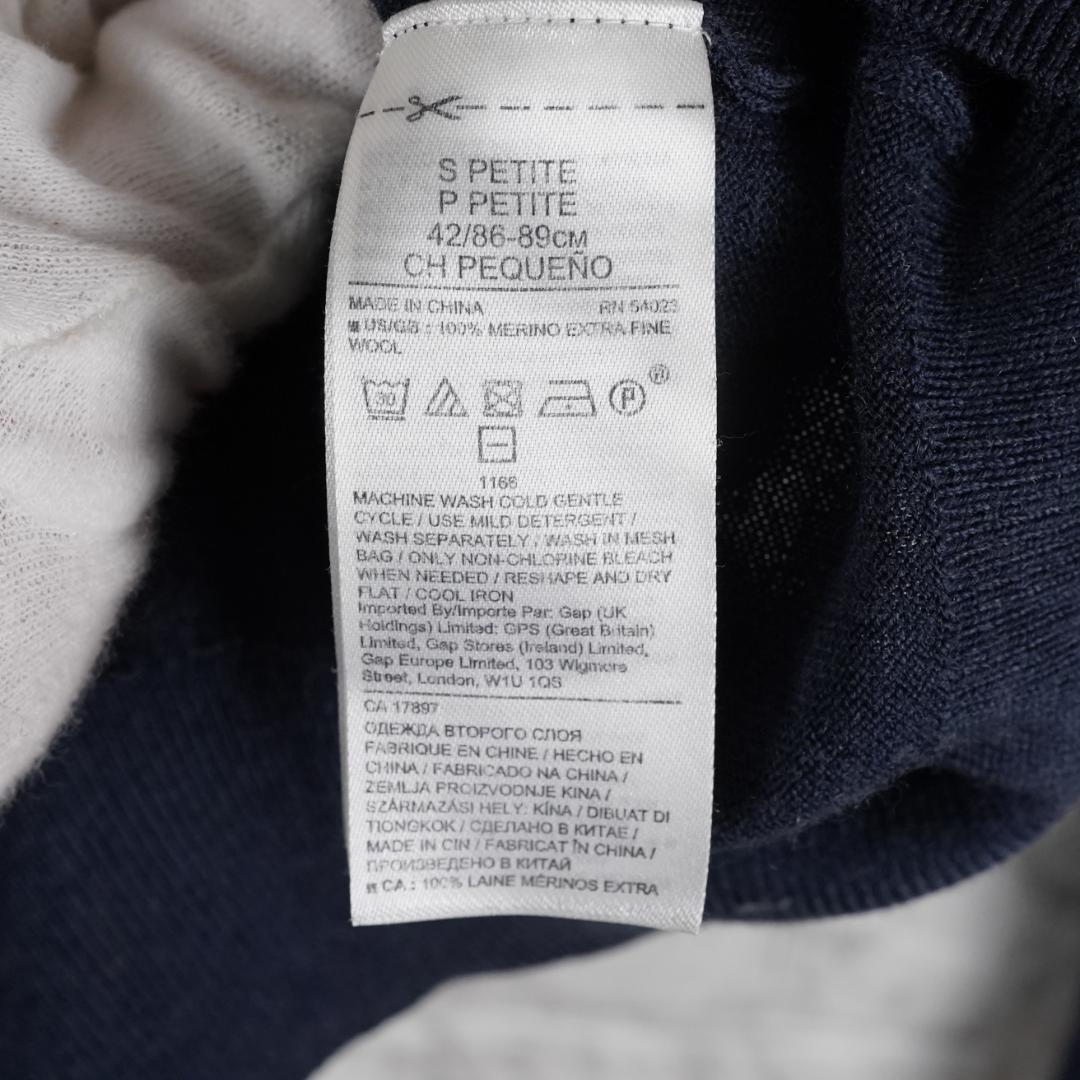 S PETITE
P PETITE
42/86-89CM
CH PEQUEÑO
MADE IN CHINA RN 54023
US/GB : 100% MERINO EXTRA FINE
WOOL
30
P ®
1166
MACHINE WASH COLD GENTLE
CYCLE / USE MILD DETERGENT /
WASH SEPARATELY / WASH IN MESH
BAG / ONLY NON-CHLORINE BLEACH
WHEN NEEDED / RESHAPE AND DRY
FLAT / COOL IRON
Imported By/Importe Par: Gap (UK
Holdings) Limited: GPS (Great Britain)
Limited, Gap Stores (Ireland) Limited,
Gap Europe Limited, 103 Wigmore
Street, London, W1U 1QS
CA 17897
ОДЕЖДА ВТОРОГО СЛОЯ
FABRIQUE EN CHINE / HECHO EN
CHINA / FABRICADO NA CHINA /
ZEMLJA PROIZVODNJE KINA /
SZÁRMAZÁSI HELY: KÍNA / DIBUAT DI
TIONGKOK / СДЕЛАНО В КИТАЕ /
MADE IN CIN / FABRICAT ÎN CHINA /
ПРОИЗВЕДЕНО В КИТАЙ
CA : 100% LAINE MÉRINOS EXTRA